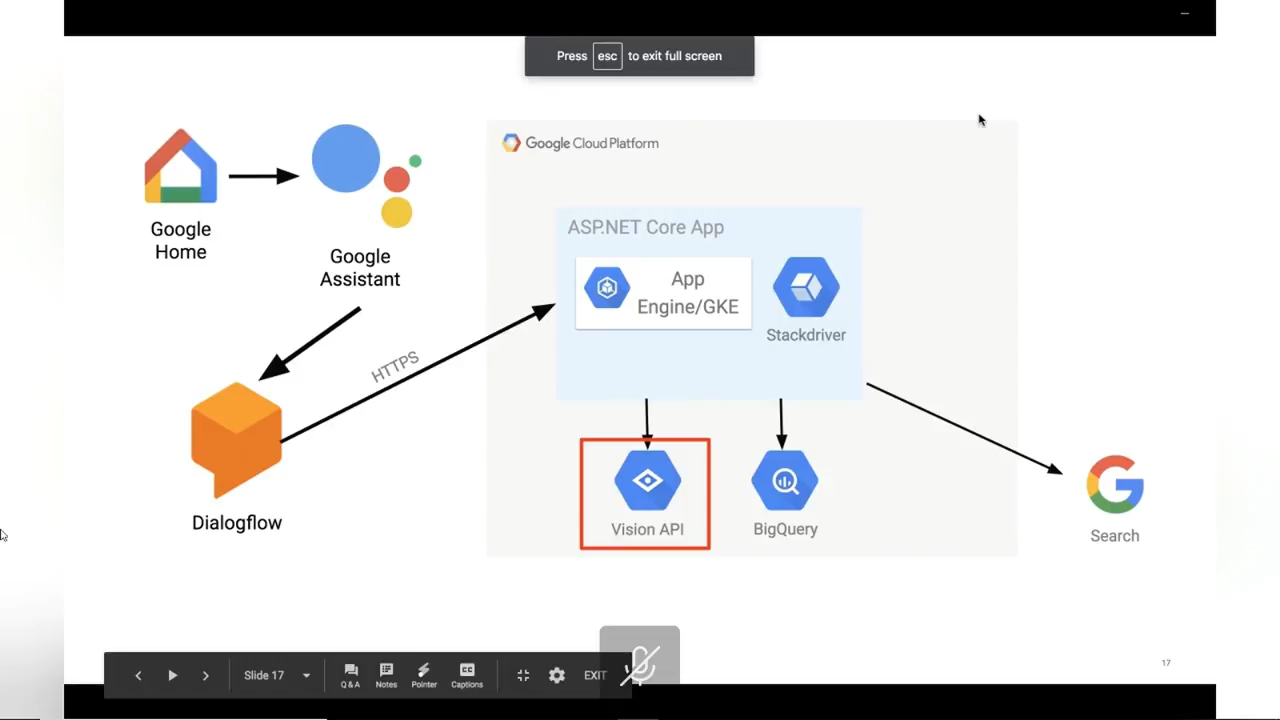 Press esc to exit full screen
Google Cloud Platform
Google
Home
Google
Assistant
ASP.NET Core App
App
Engine/GKE
Stackdriver
HTTPS
Dialogflow
Vision API
BigQuery
Search
17
Slide 17
Q & A
Notes
Pointer
Captions
EXIT